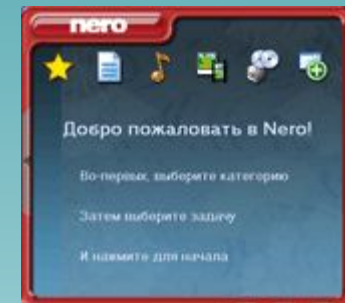 nero
Добро пожаловать в Nero!
Во-первых, выберите категорию
Затем выберите задачу
И нажмите для начала